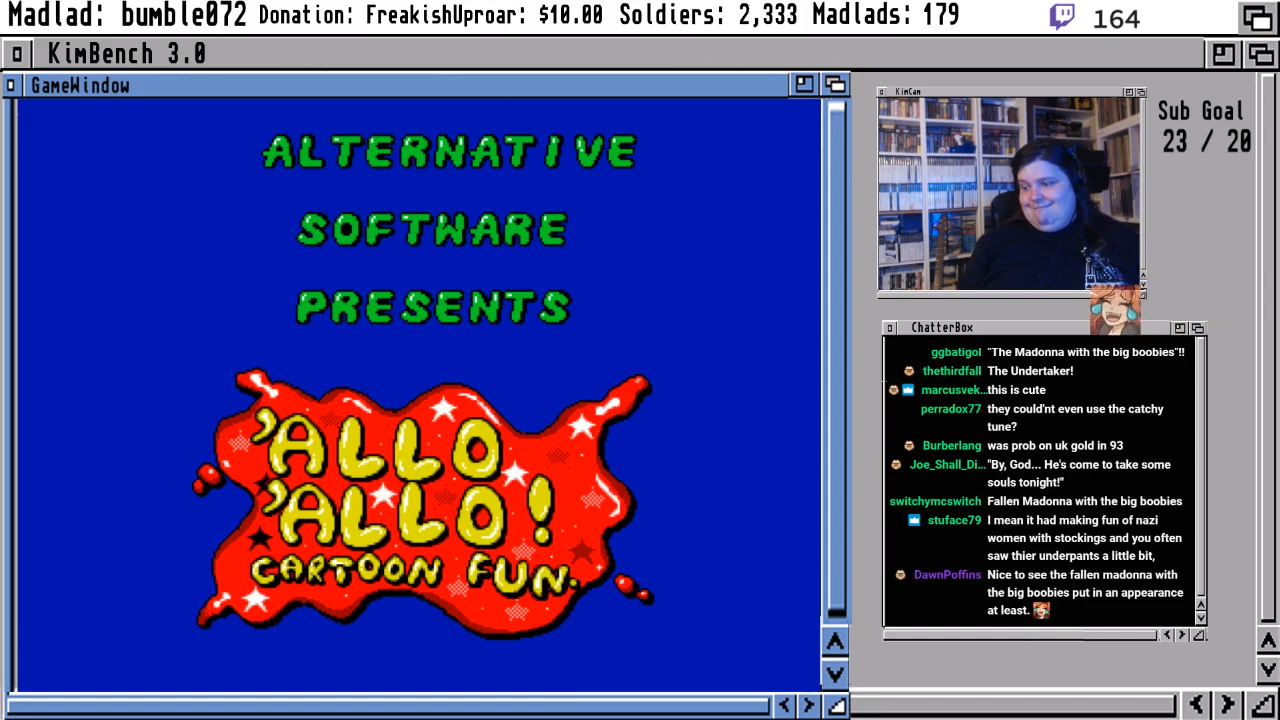 Madlad: bumble072 Donation: FreakishUproar: $10.00 Soldiers: 2,333 Madlads: 179 164
KimBench 3.0
GameWindow
ALTERNATIVE
SOFTWARE
PRESENTS
'ALLO
'ALLO!
CARTOON FUN.
KimCam
Sub Goal
23 / 20
ChatterBox
ggbatigol "The Madonna with the big boobies"!!
thethirdfall The Undertaker!
marcusvek... this is cute
perradox77 they could'nt even use the catchy
tune?
Burberlang was prob on uk gold in 93
Joe_Shall_Di... "By, God... He's come to take some
souls tonight!"
switchymcswitch Fallen Madonna with the big boobies
stuface79 I mean it had making fun of nazi
women with stockings and you often
saw thier underpants a little bit,
DawnPoffins Nice to see the fallen madonna with
the big boobies put in an appearance
at least.